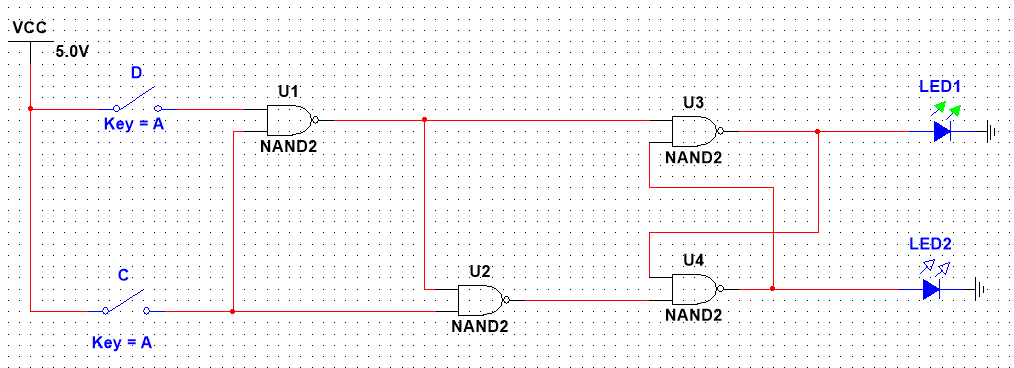 VCC
5.0V
D
Key = A
U1
NAND2
U3
NAND2
LED1
C
Key = A
U2
NAND2
U4
NAND2
LED2